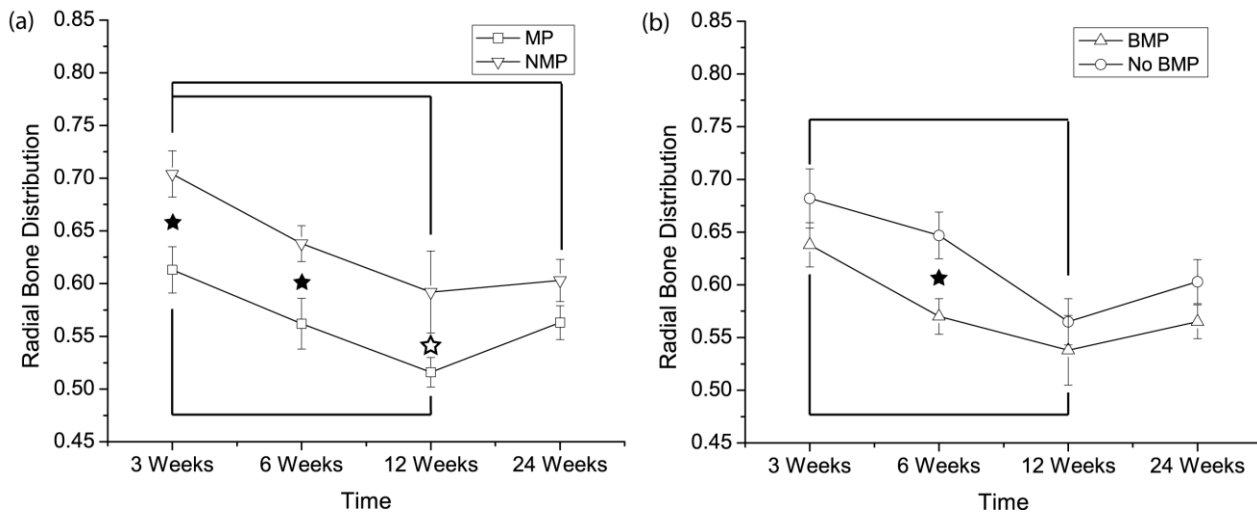 (a)
MP
NMP
0.85
0.80
0.75
0.70
0.65
0.60
0.55
0.50
0.45
Radial Bone Distribution
3 Weeks 6 Weeks 12 Weeks 24 Weeks
Time
(b)
BMP
No BMP
0.85
0.80
0.75
0.70
0.65
0.60
0.55
0.50
0.45
Radial Bone Distribution
3 Weeks 6 Weeks 12 Weeks 24 Weeks
Time